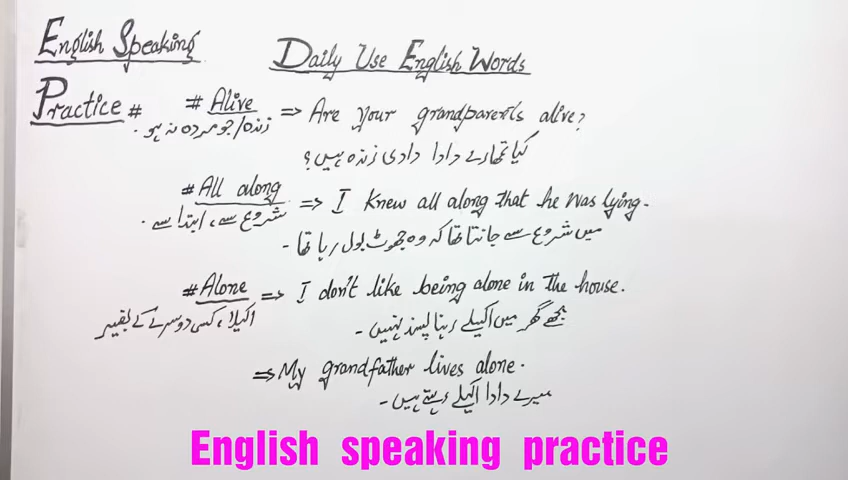 English Speaking
Practice #
Daily Use English Words
# Alive => Are your grandparents alive?
زندہ/جو مردہ نہ ہو۔
کیا تمھارے دادا دادی زندہ ہیں؟
# All along => I knew all along that he was lying.
شروع سے، ابتدا سے۔
میں شروع سے جانتا تھا کہ وہ جھوٹ بول رہا تھا۔
# Alone => I don't like being alone in the house.
اکیلا، کسی دوسرے کے بغیر
مجھے گھر میں اکیلے رہنا پسند نہیں۔
=> My grandfather lives alone.
میرے دادا اکیلے رہتے ہیں۔
English speaking practice